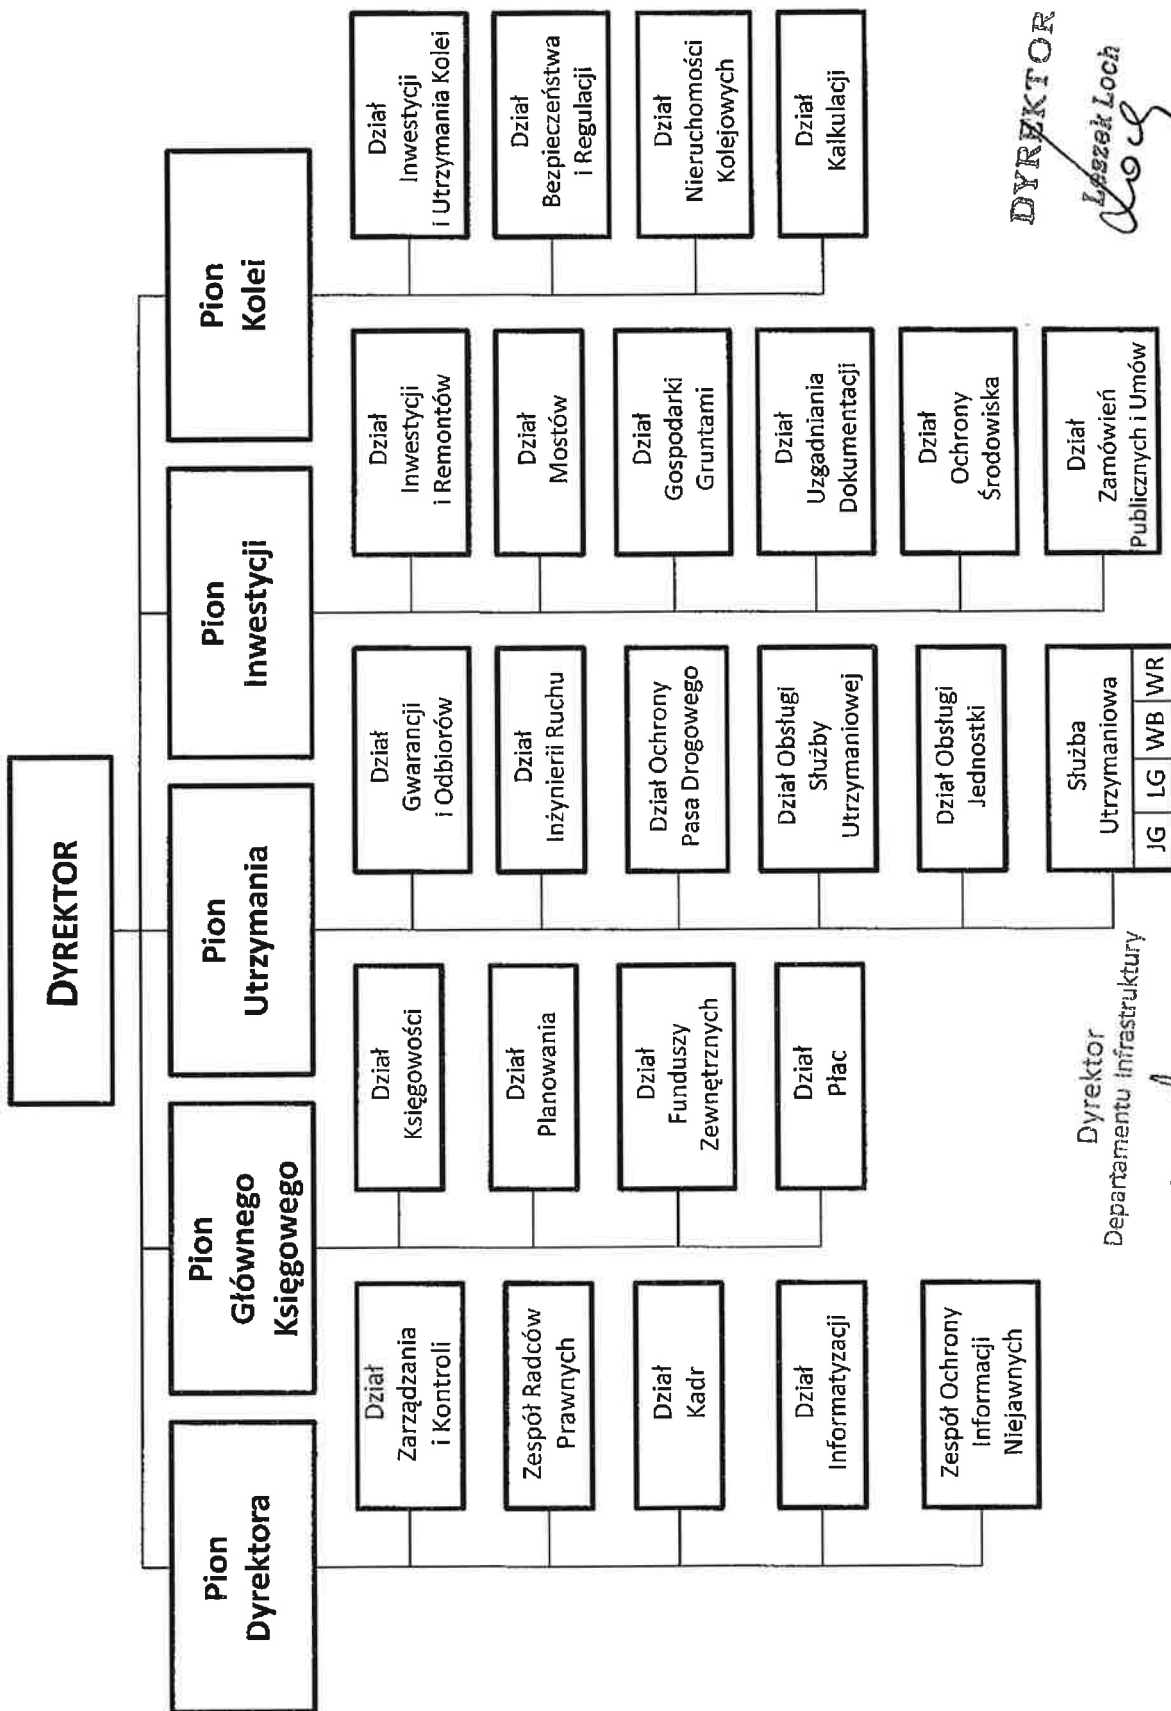 DYREKTOR
Pion
Dyrektora
Dział
Zarządzania
i Kontroli
Zespół Radców
Prawnych
Dział
Kadr
Dział
Informatyzacji
Zespół Ochrony
Informacji
Niejawnych
Pion
Głównego
Księgowego
Dział
Księgowości
Dział
Planowania
Dział
Funduszy
Zewnętrznych
Dział
Płac
Pion
Utrzymania
Dział
Gwarancji
i Odbiorów
Dział
Inżynierii Ruchu
Dział Ochrony
Pasa Drogowego
Dział Obsługi
Służby
Utrzymaniowej
Dział Obsługi
Jednostki
Służba
Utrzymaniowa
JG LG WB WR
Pion
Inwestycji
Dział
Inwestycji
i Remontów
Dział
Mostów
Dział
Gospodarki
Gruntami
Dział
Uzgadniania
Dokumentacji
Dział
Ochrony
Środowiska
Dział
Zamówień
Publicznych i Umów
Pion
Kolei
Dział
Inwestycji
i Utrzymania Kolei
Dział
Bezpieczeństwa
i Regulacji
Dział
Nieruchomości
Kolejowych
Dział
Kalkulacji
Dyrektor
Departamentu Infrastruktury
DYREKTOR
Leszek Loch
Loch